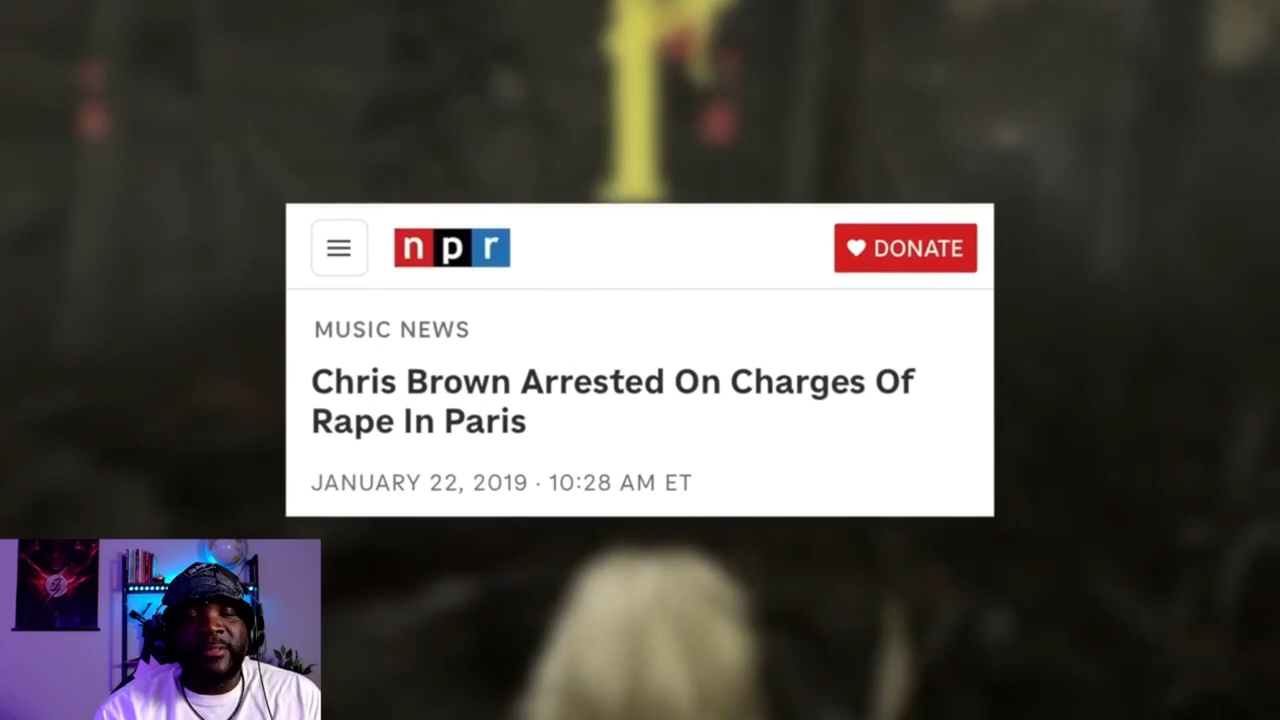 npr
DONATE
MUSIC NEWS
Chris Brown Arrested On Charges Of
Rape In Paris
JANUARY 22, 2019 · 10:28 AM ET